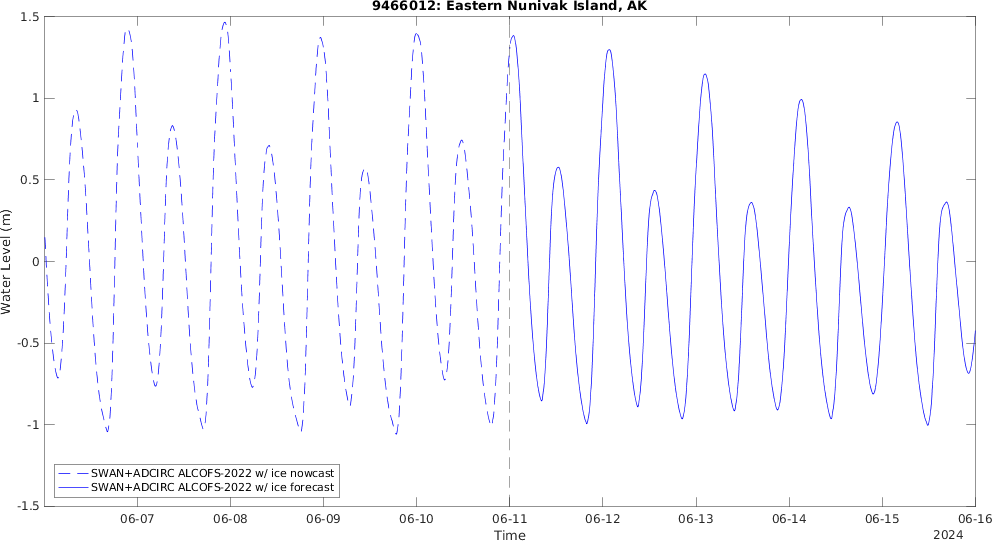 9466012: Eastern Nunivak Island, AK
1.5
1
0.5
0
-0.5
-1
-1.5
Water Level (m)
SWAN+ADCIRC ALCOFS-2022 w/ ice nowcast
SWAN+ADCIRC ALCOFS-2022 w/ ice forecast
06-07 06-08 06-09 06-10 06-11 06-12 06-13 06-14 06-15 06-16
Time
2024